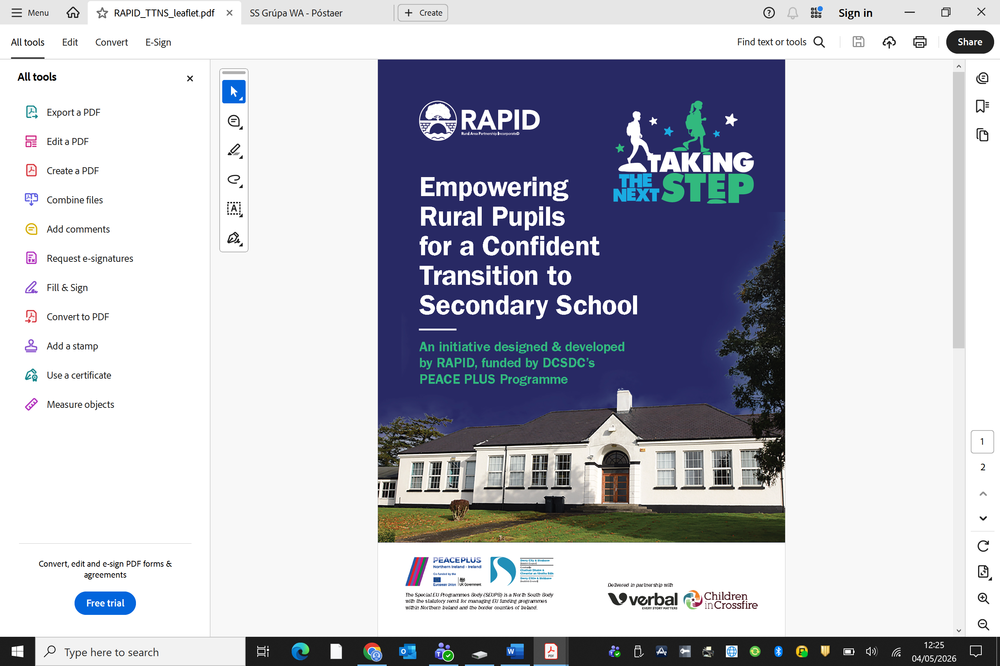 Menu
RAPID_TTNS_leaflet.pdf
SS Grúpa WA - Póstaer
Create
Sign in
All tools
Edit
Convert
E-Sign
Find text or tools
Share
All tools
Export a PDF
Edit a PDF
Create a PDF
Combine files
Add comments
Request e-signatures
Fill & Sign
Convert to PDF
Add a stamp
Use a certificate
Measure objects
Convert, edit and e-sign PDF forms &
agreements
Free trial
RAPID
Rural Area Partnership IncorporateD
TAKING
THE
NEXT
STEP
Empowering
Rural Pupils
for a Confident
Transition to
Secondary School
An initiative designed & developed
by RAPID, funded by DCSDC's
PEACE PLUS Programme
PEACEPLUS
Northern Ireland - Ireland
Co-funded by the
European Union
UK Government
Derry City & Strabane
District Council
Comhairle
Chathair Dhoire &
Cheantar an tSratha Báin
Derry Cittie & Stràbane
Destrick Cooncil
The Special EU Programmes Body (SEUPB) is a North South Body
with the statutory remit for managing EU funding programmes
within Northern Ireland and the border counties of Ireland.
Delivered in partnership with
verbal
EVERY STORY MATTERS
Children
in Crossfire
1
2
Type here to search
12:25
04/05/2026